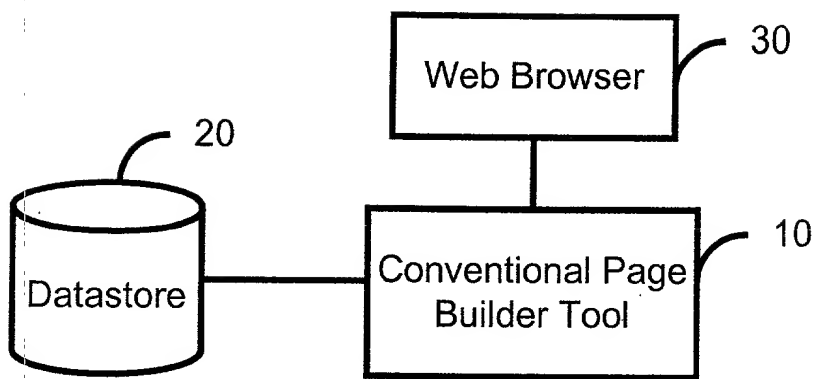 30
Web Browser
20
10
Datastore
Conventional Page
Builder Tool